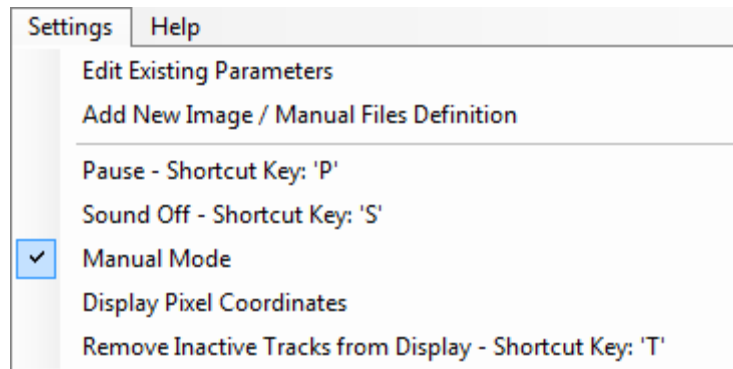 Settings Help
Edit Existing Parameters
Add New Image / Manual Files Definition
Pause - Shortcut Key: 'P'
Sound Off - Shortcut Key: 'S'
Manual Mode
Display Pixel Coordinates
Remove Inactive Tracks from Display - Shortcut Key: 'T'